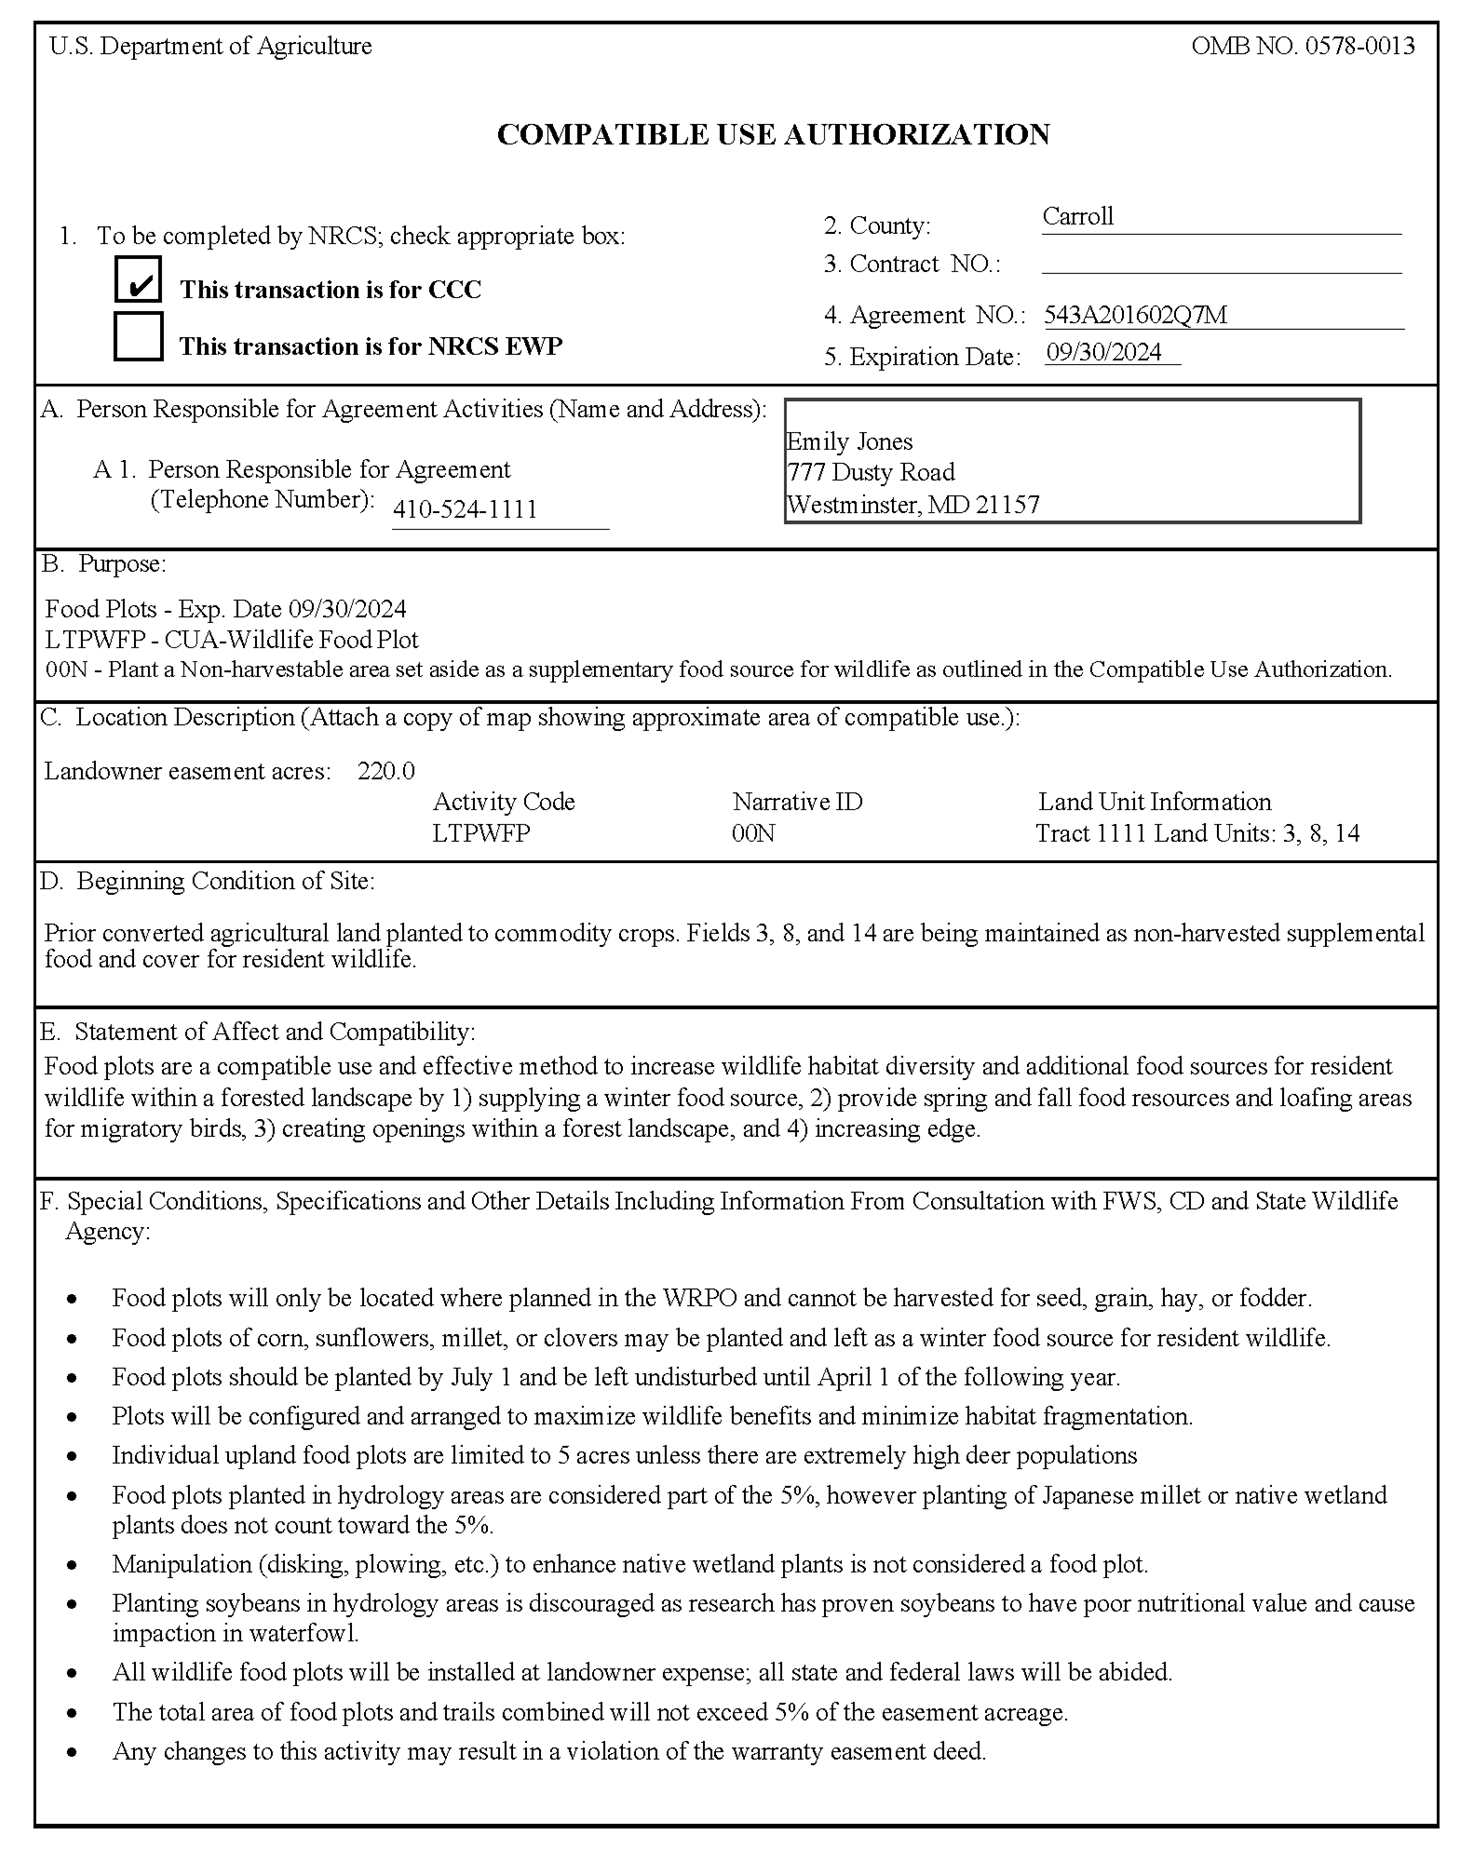 U.S. Department of Agriculture
OMB NO. 0578-0013
COMPATIBLE USE AUTHORIZATION
1. To be completed by NRCS; check appropriate box:
✔ This transaction is for CCC
This transaction is for NRCS EWP
2. County: Carroll
3. Contract NO.:
4. Agreement NO.: 543A201602Q7M
5. Expiration Date: 09/30/2024
A. Person Responsible for Agreement Activities (Name and Address):
Emily Jones
777 Dusty Road
Westminster, MD 21157
A 1. Person Responsible for Agreement
(Telephone Number): 410-524-1111
B. Purpose:
Food Plots - Exp. Date 09/30/2024
LTPWFP - CUA-Wildlife Food Plot
00N - Plant a Non-harvestable area set aside as a supplementary food source for wildlife as outlined in the Compatible Use Authorization.
C. Location Description (Attach a copy of map showing approximate area of compatible use.):
Landowner easement acres: 220.0
Activity Code Narrative ID Land Unit Information
LTPWFP 00N Tract 1111 Land Units: 3, 8, 14
D. Beginning Condition of Site:
Prior converted agricultural land planted to commodity crops. Fields 3, 8, and 14 are being maintained as non-harvested supplemental
food and cover for resident wildlife.
E. Statement of Affect and Compatibility:
Food plots are a compatible use and effective method to increase wildlife habitat diversity and additional food sources for resident
wildlife within a forested landscape by 1) supplying a winter food source, 2) provide spring and fall food resources and loafing areas
for migratory birds, 3) creating openings within a forest landscape, and 4) increasing edge.
F. Special Conditions, Specifications and Other Details Including Information From Consultation with FWS, CD and State Wildlife
Agency:
• Food plots will only be located where planned in the WRPO and cannot be harvested for seed, grain, hay, or fodder.
• Food plots of corn, sunflowers, millet, or clovers may be planted and left as a winter food source for resident wildlife.
• Food plots should be planted by July 1 and be left undisturbed until April 1 of the following year.
• Plots will be configured and arranged to maximize wildlife benefits and minimize habitat fragmentation.
• Individual upland food plots are limited to 5 acres unless there are extremely high deer populations
• Food plots planted in hydrology areas are considered part of the 5%, however planting of Japanese millet or native wetland
plants does not count toward the 5%.
• Manipulation (disking, plowing, etc.) to enhance native wetland plants is not considered a food plot.
• Planting soybeans in hydrology areas is discouraged as research has proven soybeans to have poor nutritional value and cause
impaction in waterfowl.
• All wildlife food plots will be installed at landowner expense; all state and federal laws will be abided.
• The total area of food plots and trails combined will not exceed 5% of the easement acreage.
• Any changes to this activity may result in a violation of the warranty easement deed.